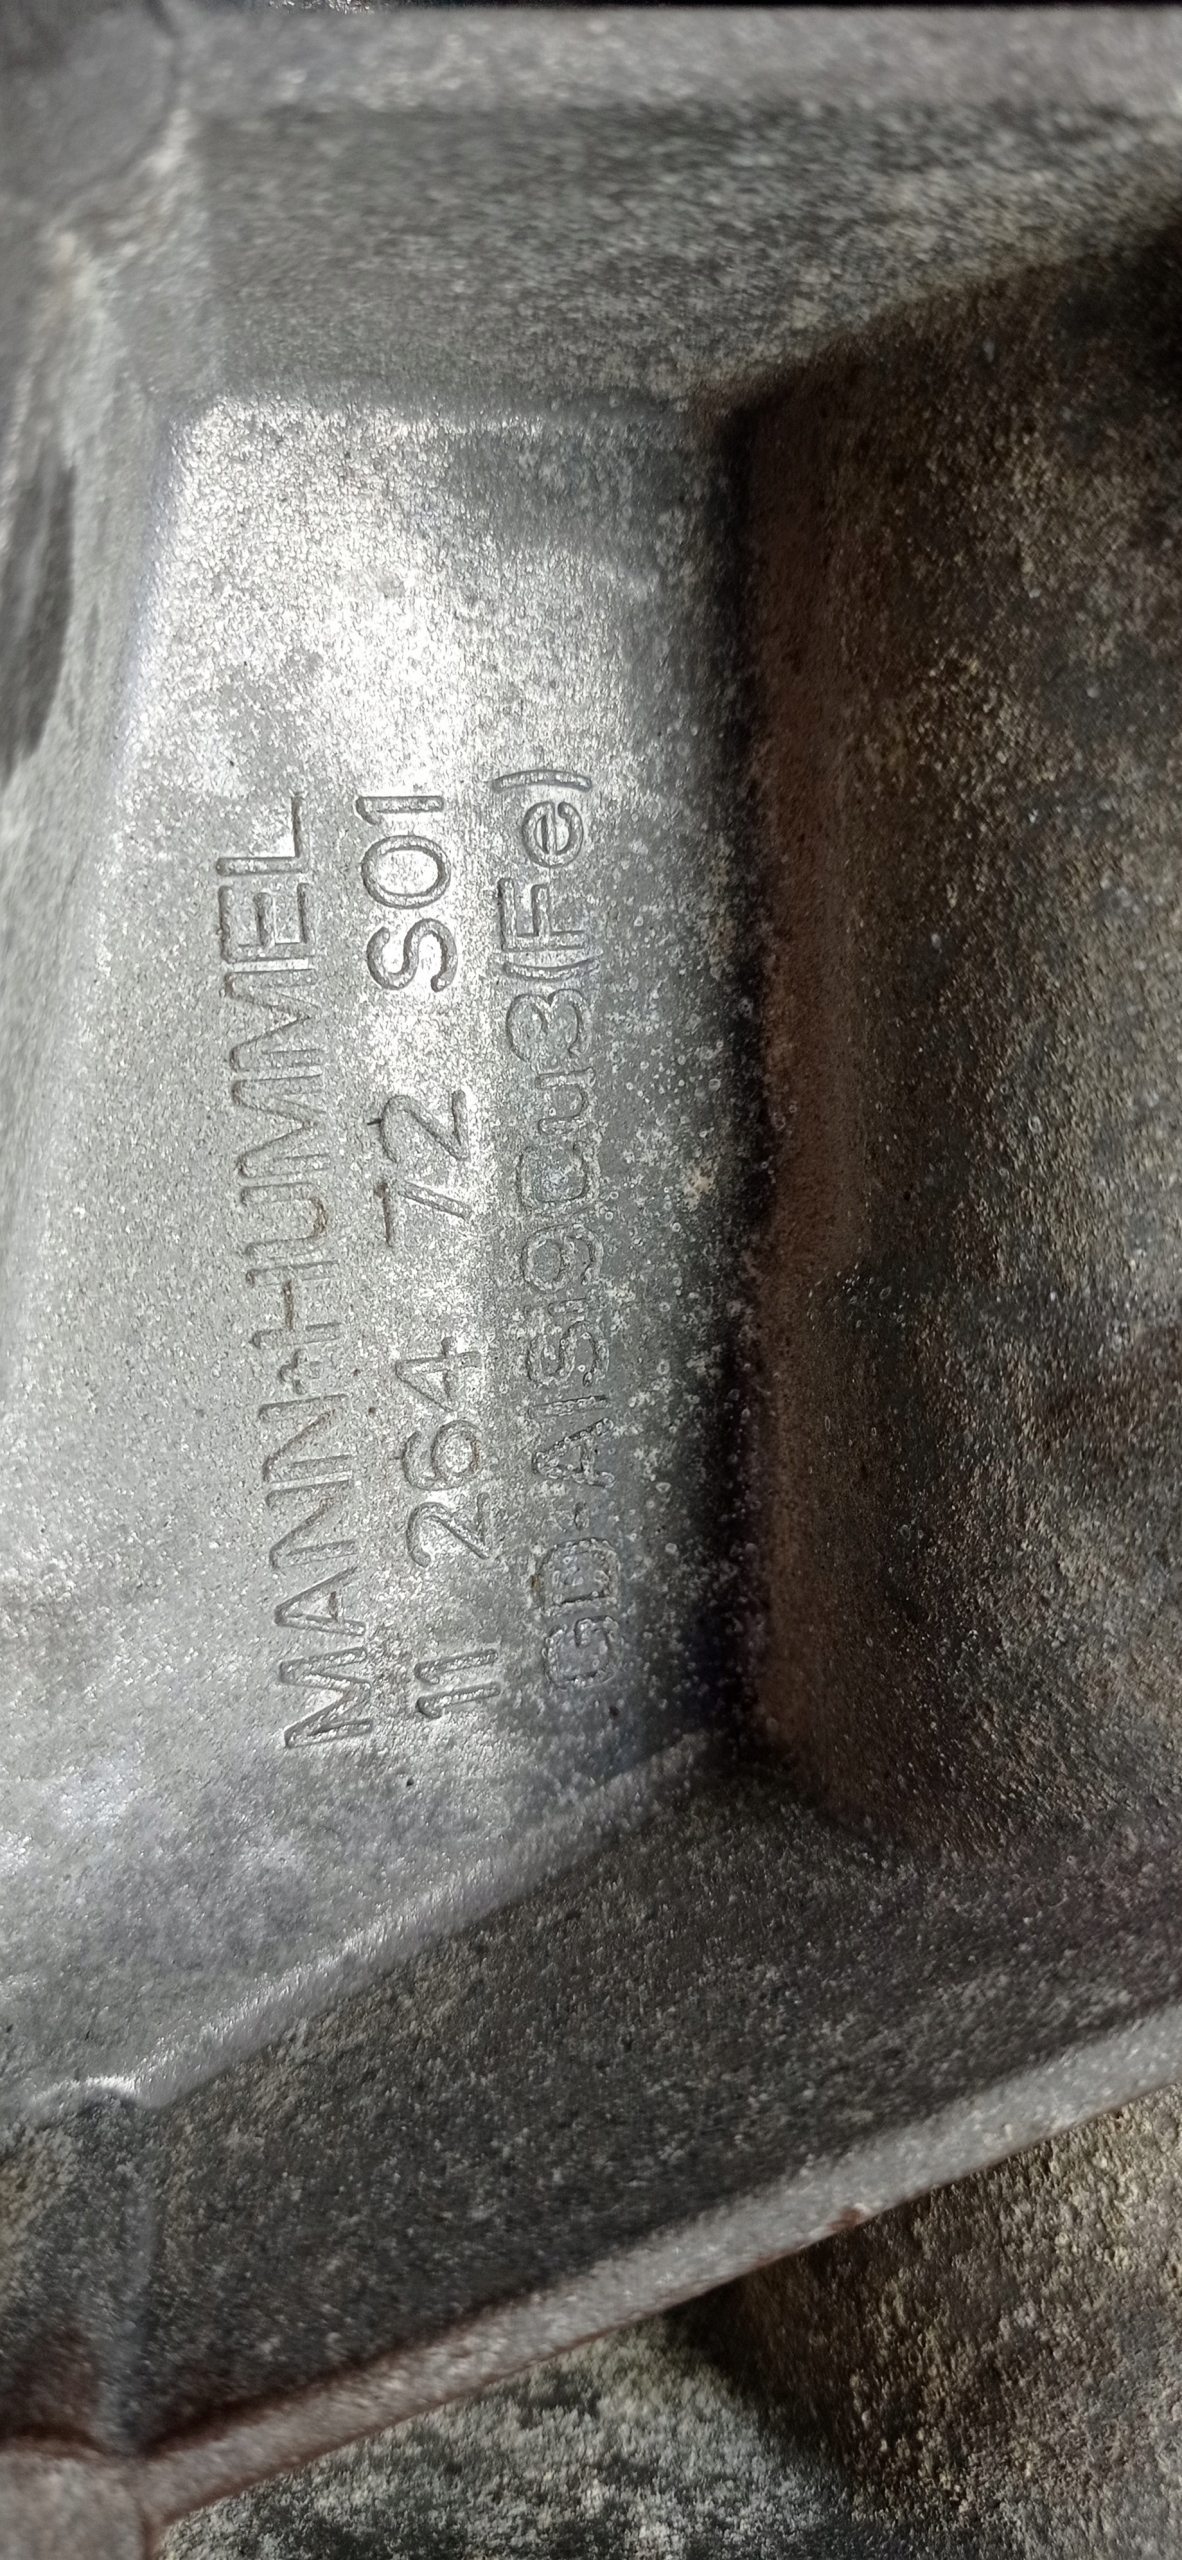 MANN+HUMMEL
11 264 72 S01
GD-AlSi9Cu3(Fe)